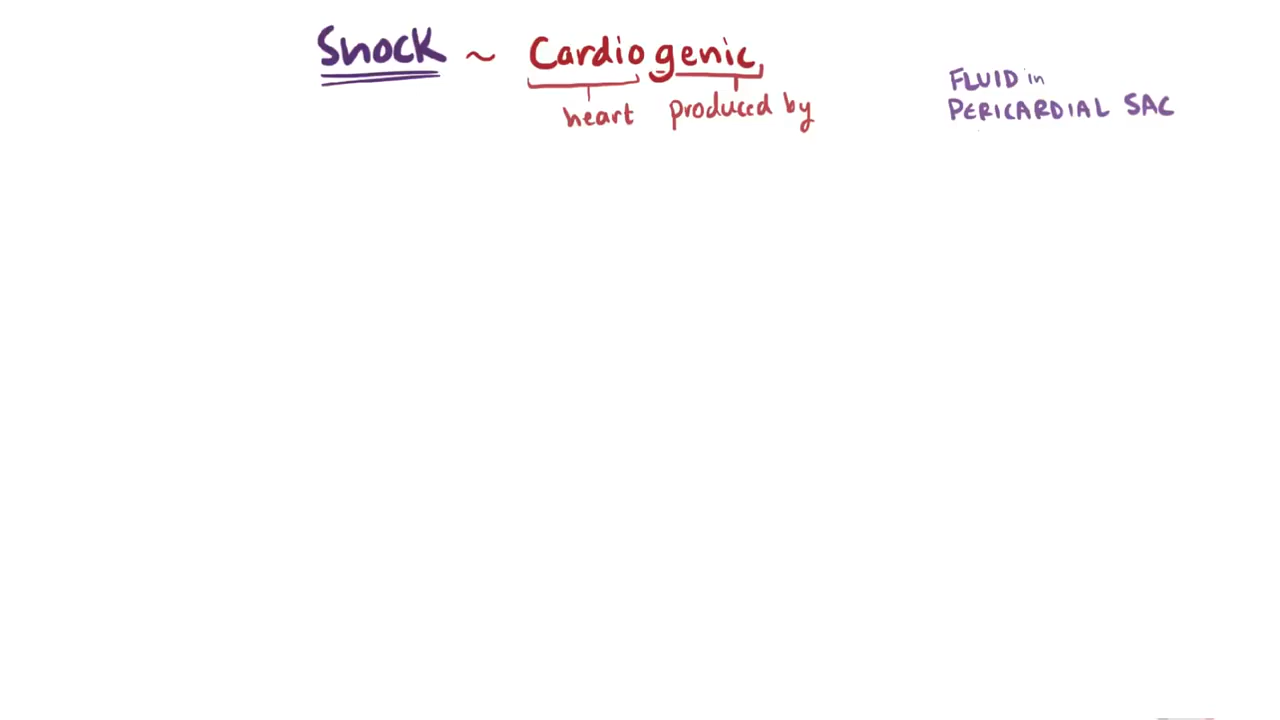 Shock ~ Cardiogenic
heart produced by
FLUID in
PERICARDIAL SAC